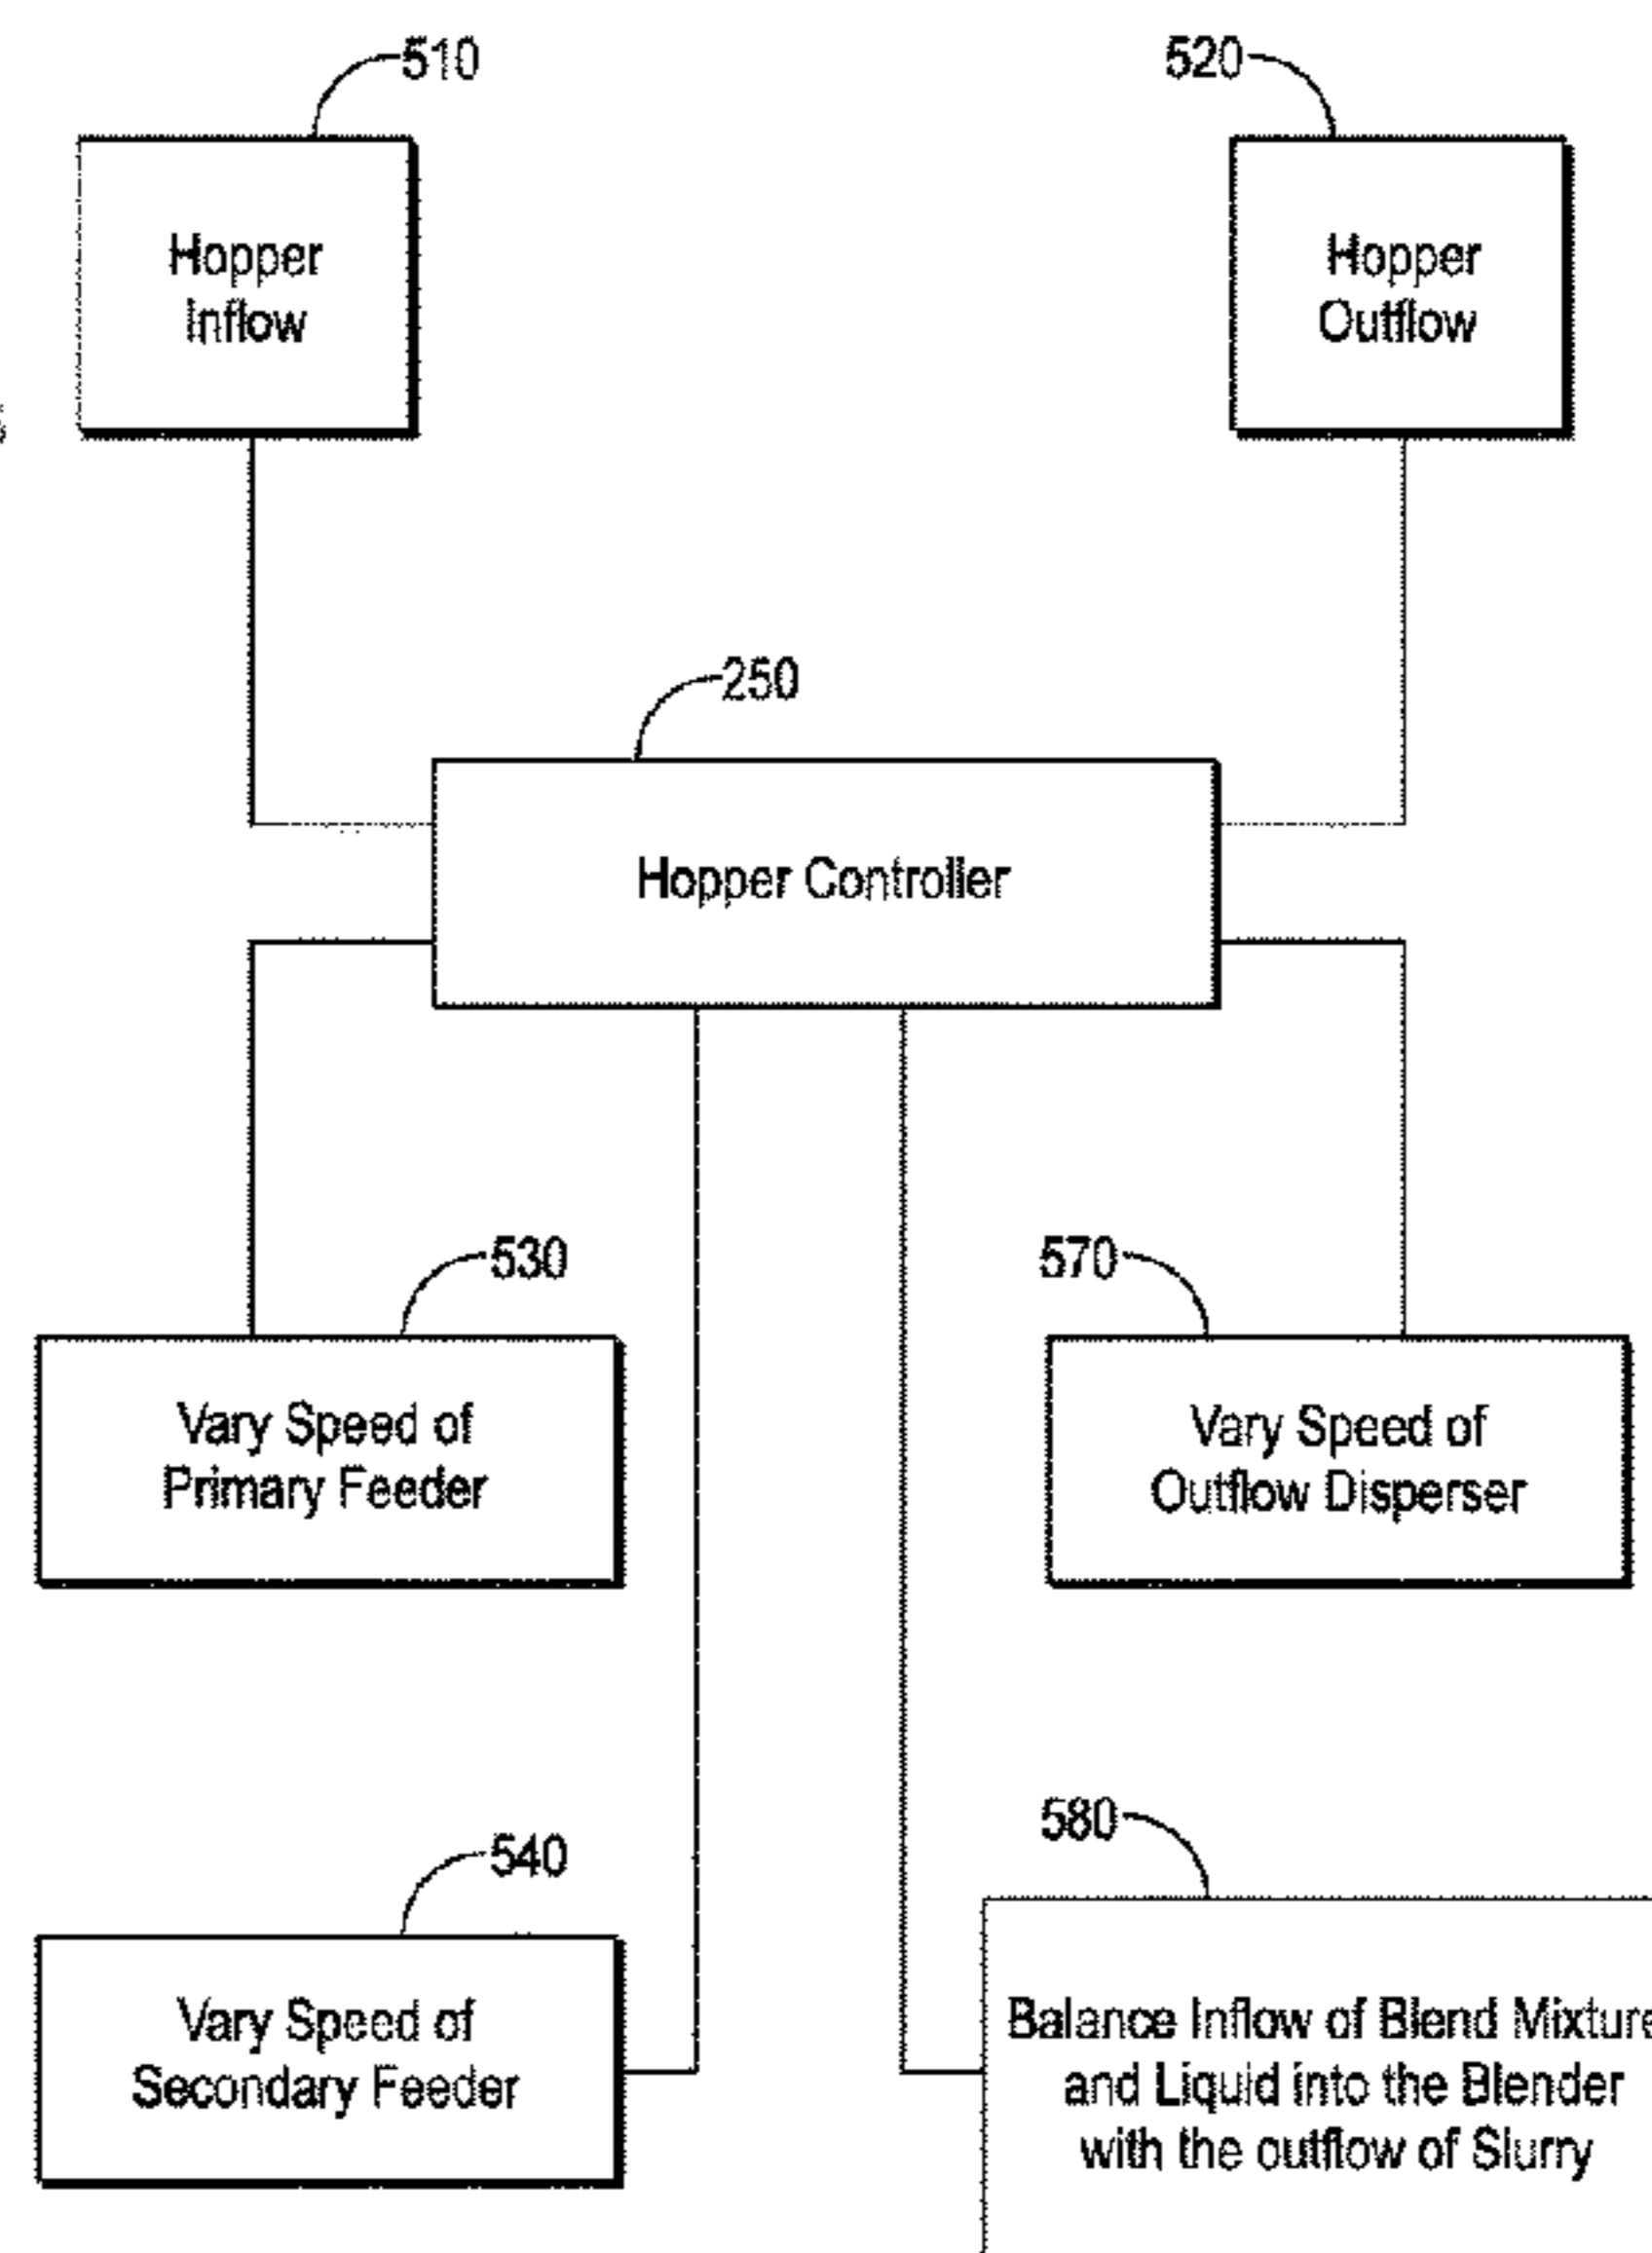 510
520
Hopper
Inflow
Hopper
Outflow
250
Hopper Controller
530
570
Vary Speed of
Primary Feeder
Vary Speed of
Outflow Disperser
540
580
Vary Speed of
Secondary Feeder
Balance Inflow of Blend Mixture
and Liquid into the Blender
with the outflow of Slurry